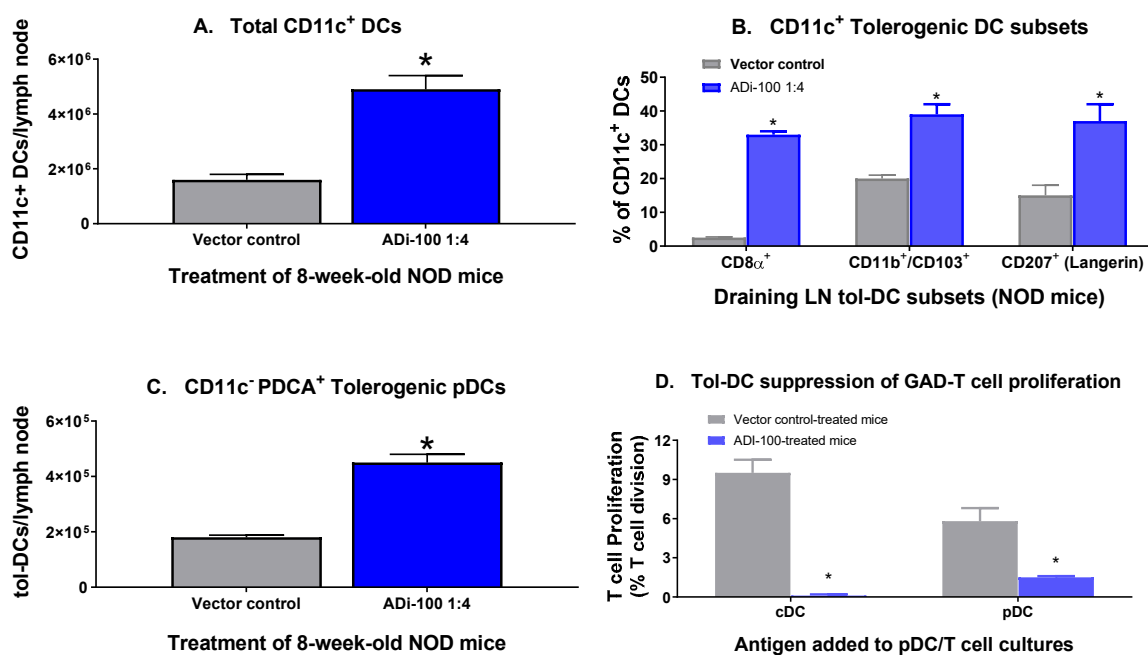 A. Total CD11c⁺ DCs
CD11c+ DCs/lymph node
6×10⁶
4×10⁶
2×10⁶
0
*
Vector control
ADi-100 1:4
Treatment of 8-week-old NOD mice
B. CD11c⁺ Tolerogenic DC subsets
Vector control
ADi-100 1:4
% of CD11c⁺ DCs
50
40
30
20
10
0
*
*
*
CD8α⁺
CD11b⁺/CD103⁺
CD207⁺ (Langerin)
Draining LN tol-DC subsets (NOD mice)
C. CD11c⁻ PDCA⁺ Tolerogenic pDCs
tol-DCs/lymph node
6×10⁵
4×10⁵
2×10⁵
0
*
Vector control
ADi-100 1:4
Treatment of 8-week-old NOD mice
D. Tol-DC suppression of GAD-T cell proliferation
Vector control-treated mice
ADI-100-treated mice
T cell Proliferation
(% T cell division)
12
9
6
3
0
*
*
cDC
pDC
Antigen added to pDC/T cell cultures